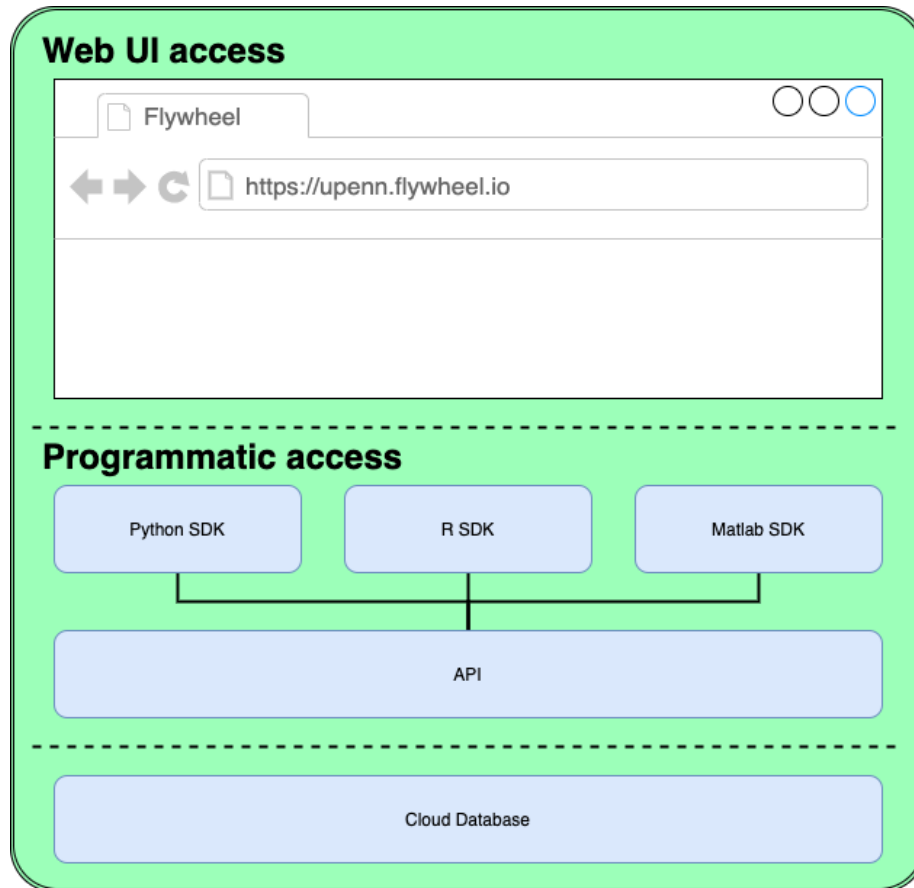 Web UI access
Flywheel
https://upenn.flywheel.io
Programmatic access
Python SDK
R SDK
Matlab SDK
API
Cloud Database